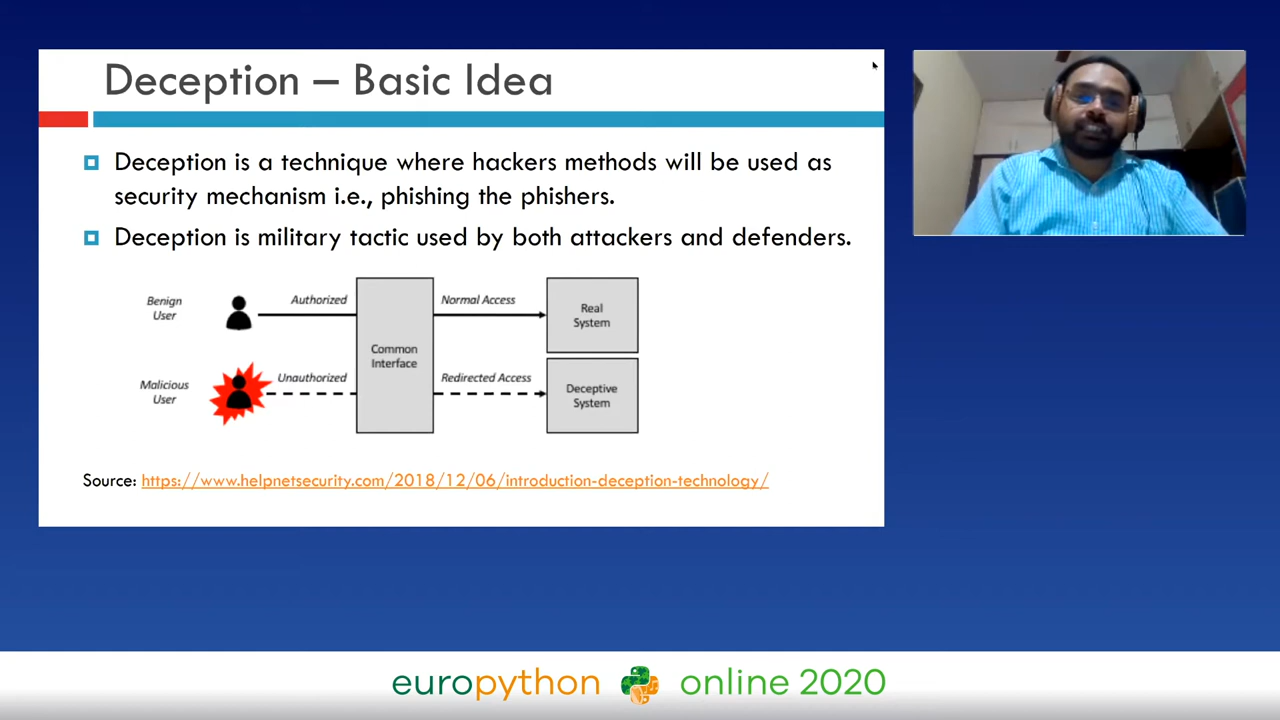 Deception – Basic Idea
Deception is a technique where hackers methods will be used as
security mechanism i.e., phishing the phishers.
Deception is military tactic used by both attackers and defenders.
Benign
User
Authorized
Common
Interface
Normal Access
Real
System
Malicious
User
Unauthorized
Redirected Access
Deceptive
System
Source: https://www.helpnetsecurity.com/2018/12/06/introduction-deception-technology/
europython online 2020